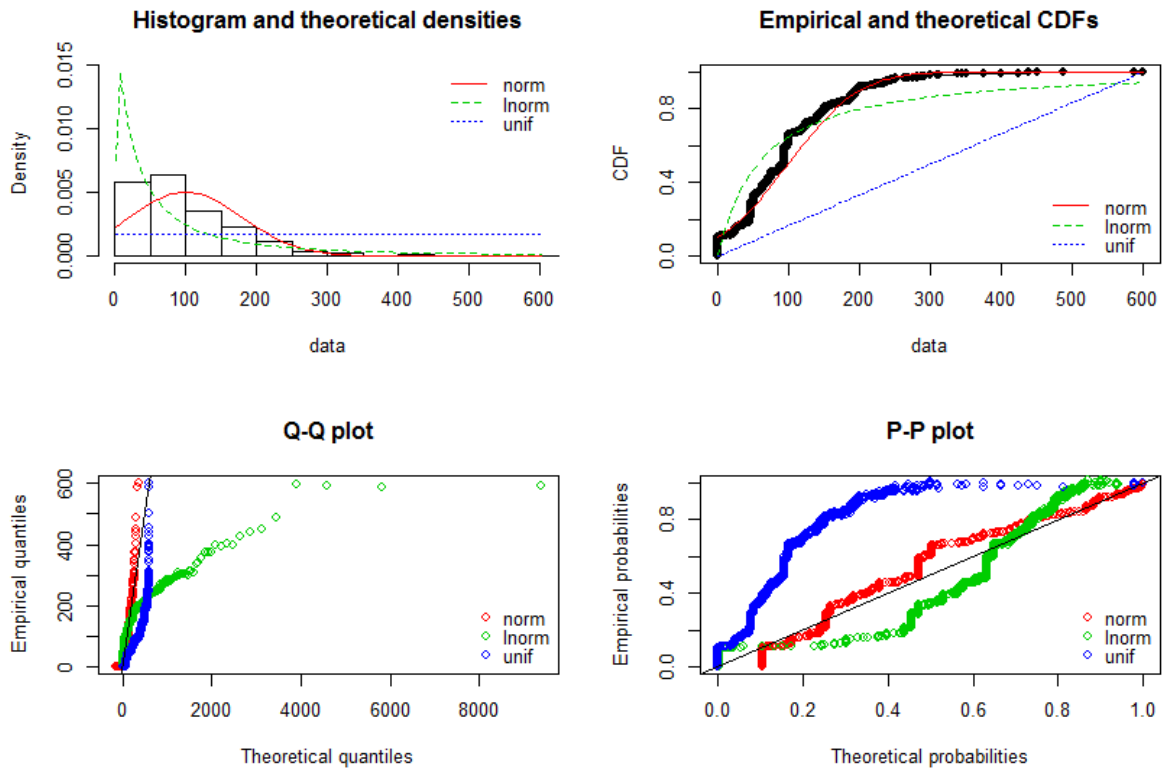 Histogram and theoretical densities
Density
0.000
0.005
0.010
0.015
norm
lnorm
unif
0 100 200 300 400 500 600
data
Empirical and theoretical CDFs
CDF
0.0
0.4
0.8
norm
lnorm
unif
0 100 200 300 400 500 600
data
Q-Q plot
Empirical quantiles
0
200
400
600
norm
lnorm
unif
0 2000 4000 6000 8000
Theoretical quantiles
P-P plot
Empirical probabilities
0.0
0.4
0.8
norm
lnorm
unif
0.0 0.2 0.4 0.6 0.8 1.0
Theoretical probabilities